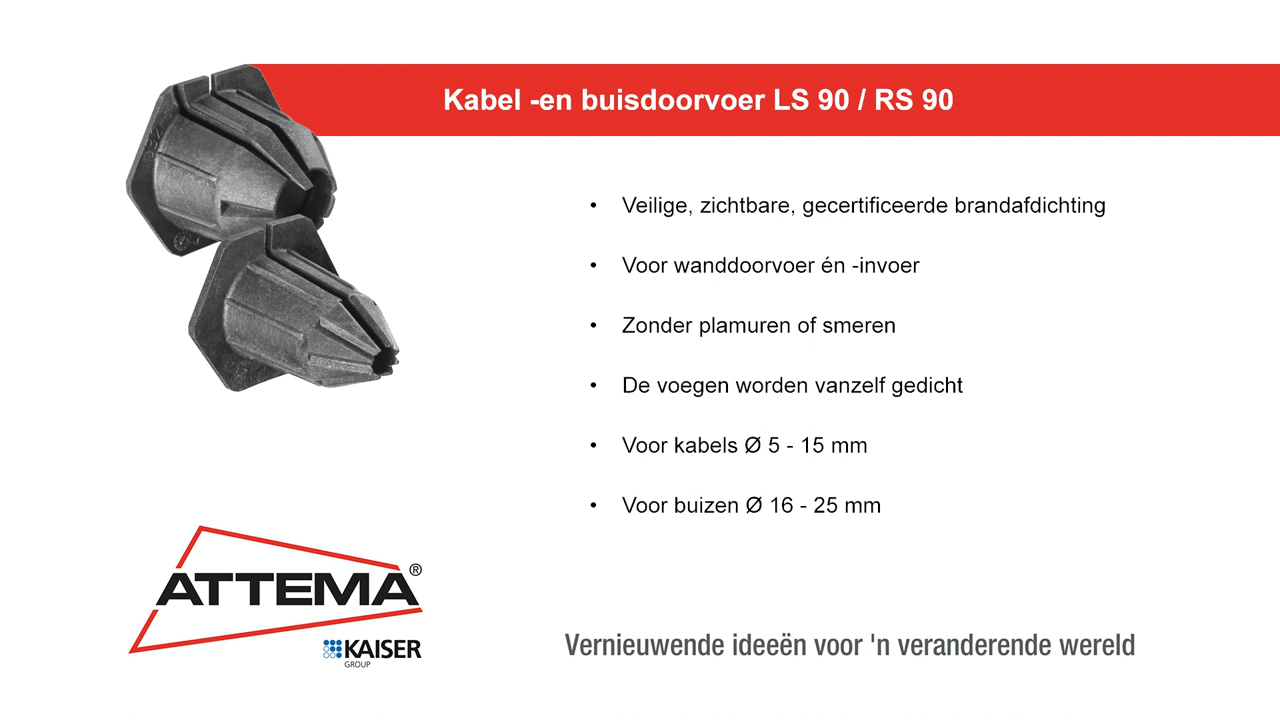 Kabel -en buisdoorvoer LS 90 / RS 90
• Veilige, zichtbare, gecertificeerde brandafdichting
• Voor wanddoorvoer én -invoer
• Zonder plamuren of smeren
• De voegen worden vanzelf gedicht
• Voor kabels Ø 5 - 15 mm
• Voor buizen Ø 16 - 25 mm
ATTEMA®
KAISER
GROUP
Vernieuwende ideeën voor 'n veranderende wereld